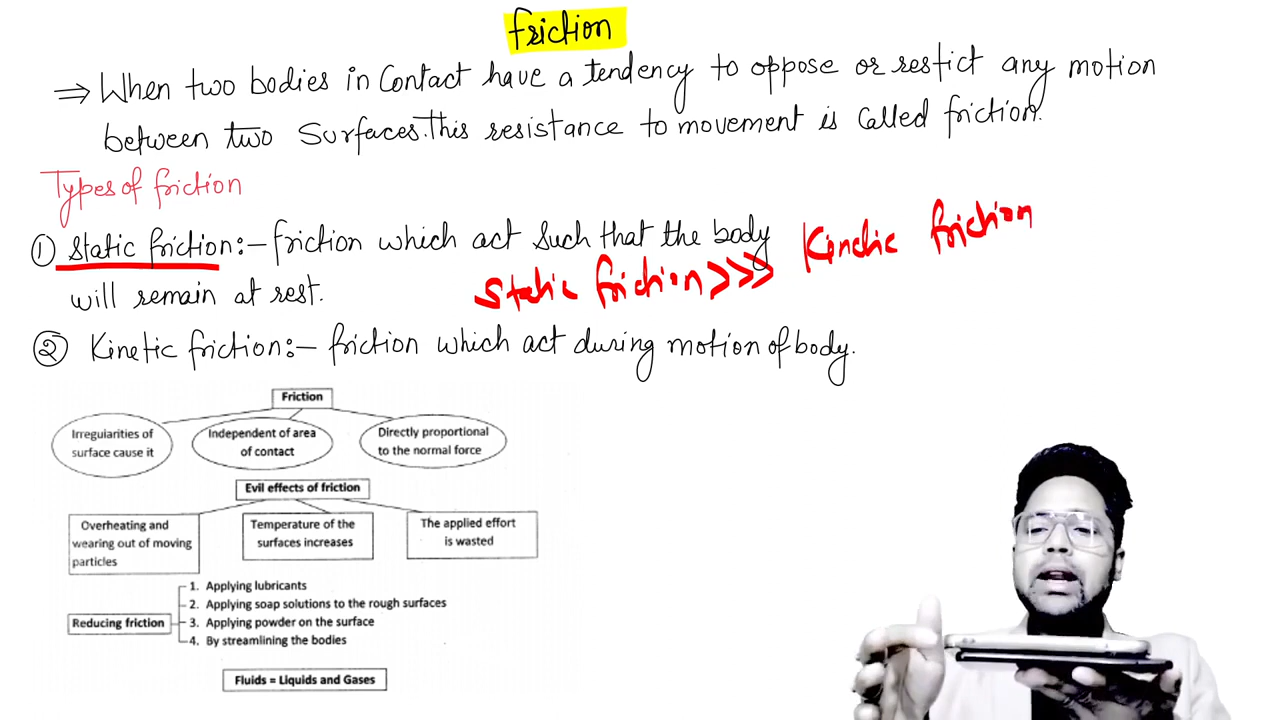 friction
⇒ When two bodies in Contact have a tendency to oppose or restict any motion
between two Surfaces.This resistance to movement is Called friction.
Types of friction
① Static friction:- friction which act Such that the body
will remain at rest.
Static friction >>> Kinetic friction
② Kinetic friction:- friction which act during motion of body.
Friction
Irregularities of
surface cause it
Independent of area
of contact
Directly proportional
to the normal force
Evil effects of friction
Overheating and
wearing out of moving
particles
Temperature of the
surfaces increases
The applied effort
is wasted
Reducing friction
1. Applying lubricants
2. Applying soap solutions to the rough surfaces
3. Applying powder on the surface
4. By streamlining the bodies
Fluids = Liquids and Gases